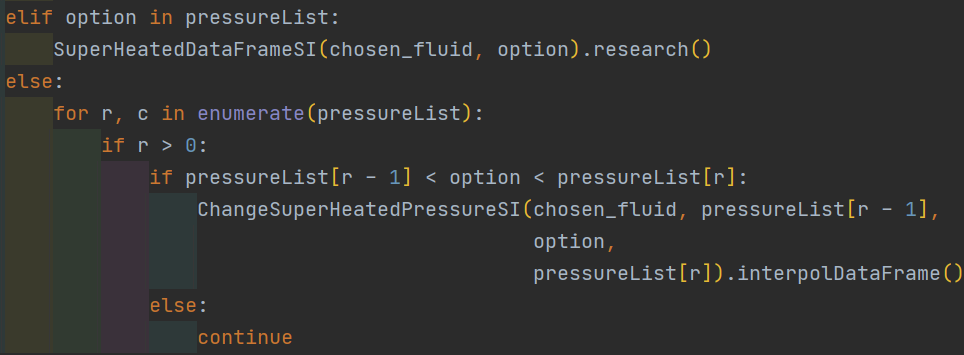 elif option in pressureList:
    SuperHeatedDataFrameSI(chosen_fluid, option).research()
else:
    for r, c in enumerate(pressureList):
        if r > 0:
            if pressureList[r - 1] < option < pressureList[r]:
                ChangeSuperHeatedPressureSI(chosen_fluid, pressureList[r - 1],
                                            option,
                                            pressureList[r]).interpolDataFrame()
            else:
                continue